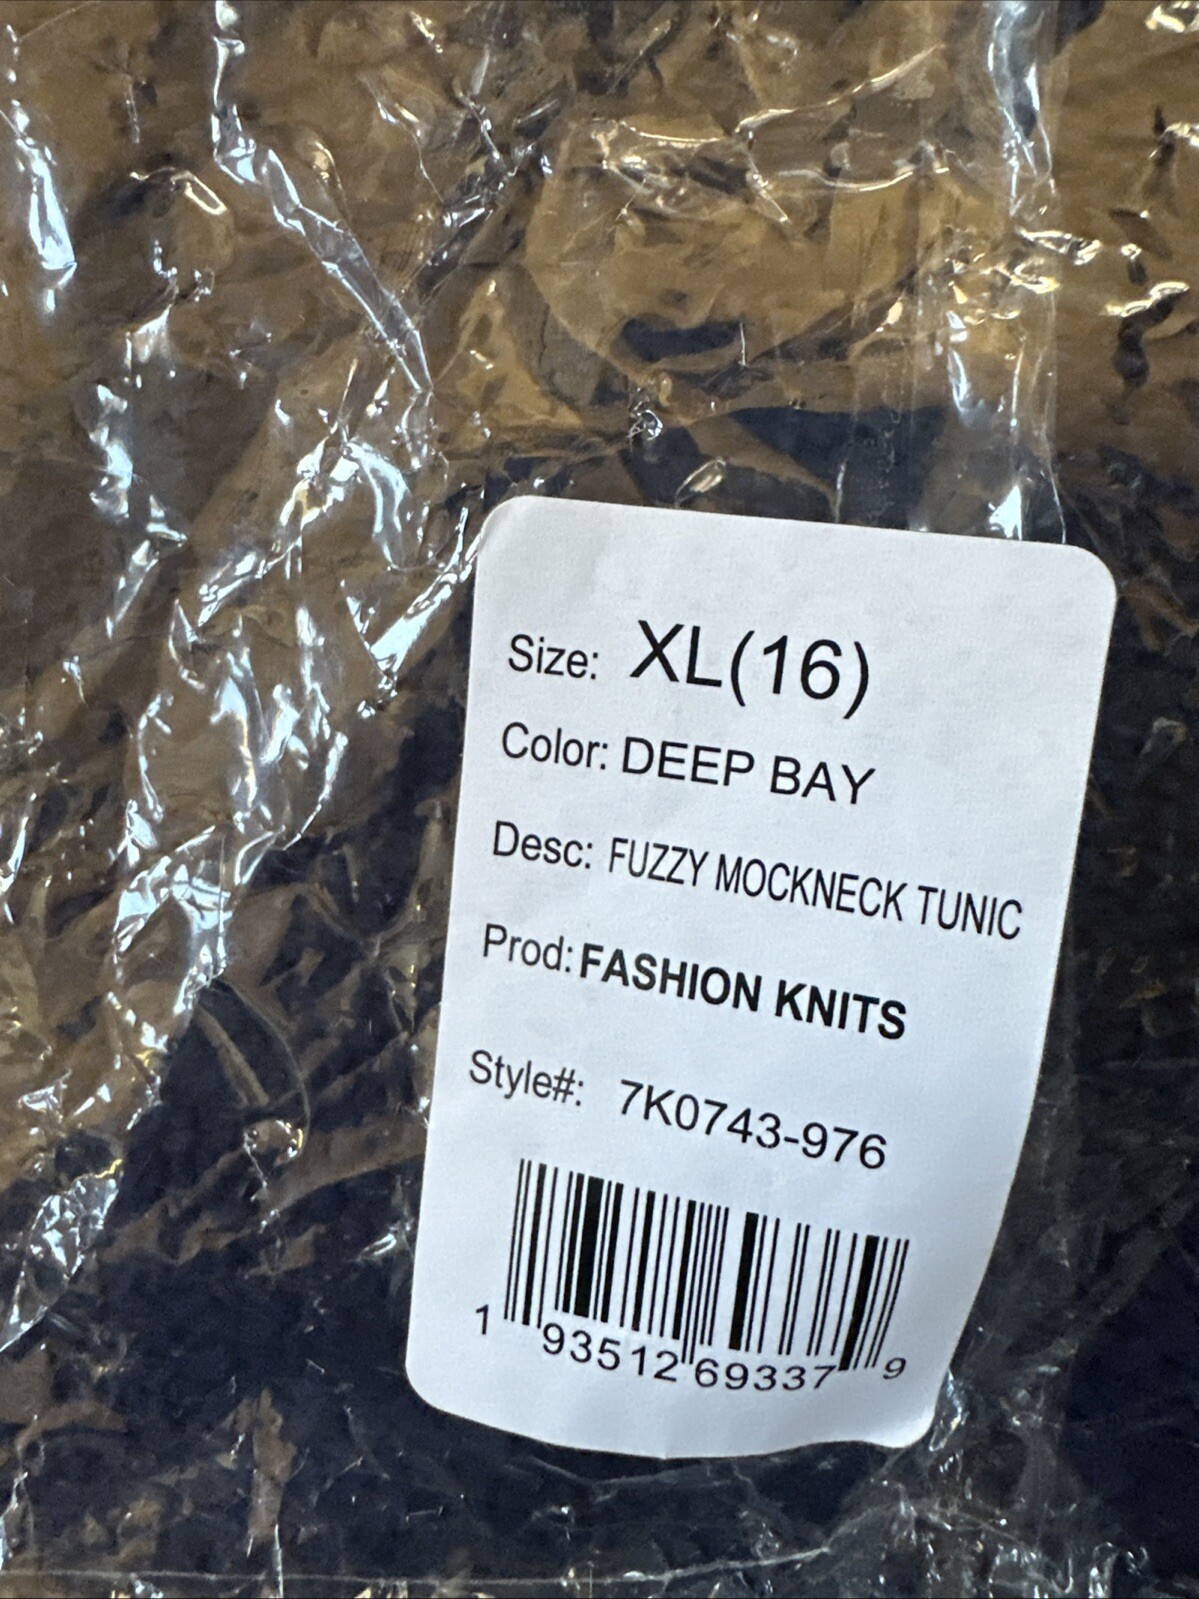 Size: XL(16)
Color: DEEP BAY
Desc: FUZZY MOCKNECK TUNIC
Prod: FASHION KNITS
Style#: 7K0743-976
1 93512 69337 9